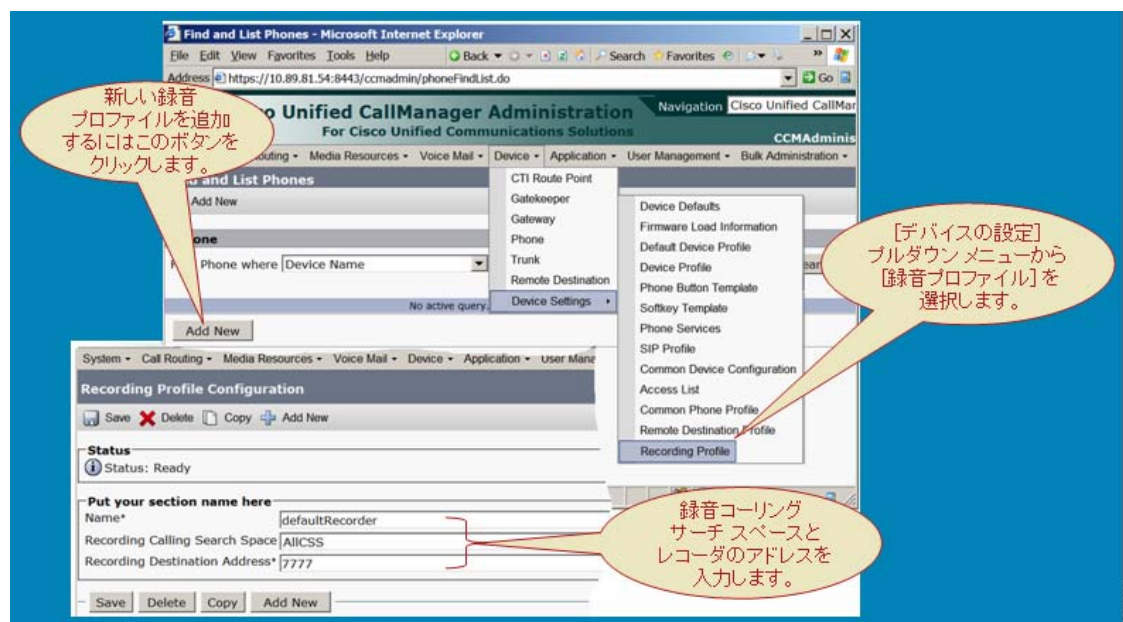 Find and List Phones - Microsoft Internet Explorer
File Edit View Favorites Tools Help Back Search Favorites
Address https://10.89.81.54:8443/ccmadmin/phoneFindList.do Go
新しい録音
プロファイルを追加
するにはこのボタンを
クリックします。
Unified CallManager Administration
For Cisco Unified Communications Solutions
Navigation Cisco Unified CallMar
CCMAdminis
Media Resources Voice Mail Device Application User Management Bulk Administration
and List Phones
Add New
Phone where Device Name
No active query.
Add New
CTI Route Point
Gatekeeper
Gateway
Phone
Trunk
Remote Destination
Device Settings
Device Defaults
Firmware Load Information
Default Device Profile
Device Profile
Phone Button Template
Softkey Template
Phone Services
SIP Profile
Common Device Configuration
Access List
Common Phone Profile
Remote Destination Profile
Recording Profile
[デバイスの設定]
プルダウン メニューから
[録音プロファイル]を
選択します。
System Call Routing Media Resources Voice Mail Device Application User Mana
Recording Profile Configuration
Save Delete Copy Add New
Status
Status: Ready
Put your section name here
Name* defaultRecorder
Recording Calling Search Space AllCSS
Recording Destination Address* 7777
Save Delete Copy Add New
録音コーリング
サーチ スペースと
レコーダのアドレスを
入力します。